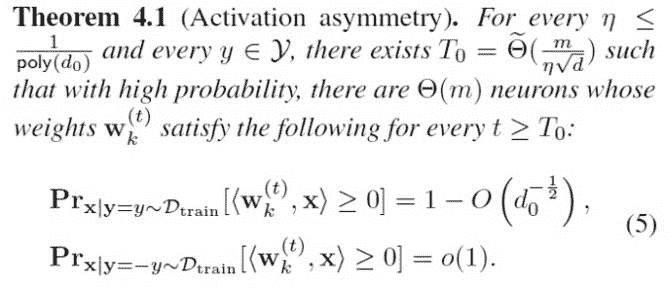 Theorem 4.1 (Activation asymmetry). For every η ≤
1/poly(d₀) and every y ∈ 𝒴, there exists T₀ = Θ̃(m/(η√d)) such
that with high probability, there are Θ(m) neurons whose
weights w_k^(t) satisfy the following for every t ≥ T₀:
Pr_{x|y=y∼𝒟_train}[⟨w_k^(t), x⟩ ≥ 0] = 1 − O(d₀^{-1/2}),
(5)
Pr_{x|y=−y∼𝒟_train}[⟨w_k^(t), x⟩ ≥ 0] = o(1).